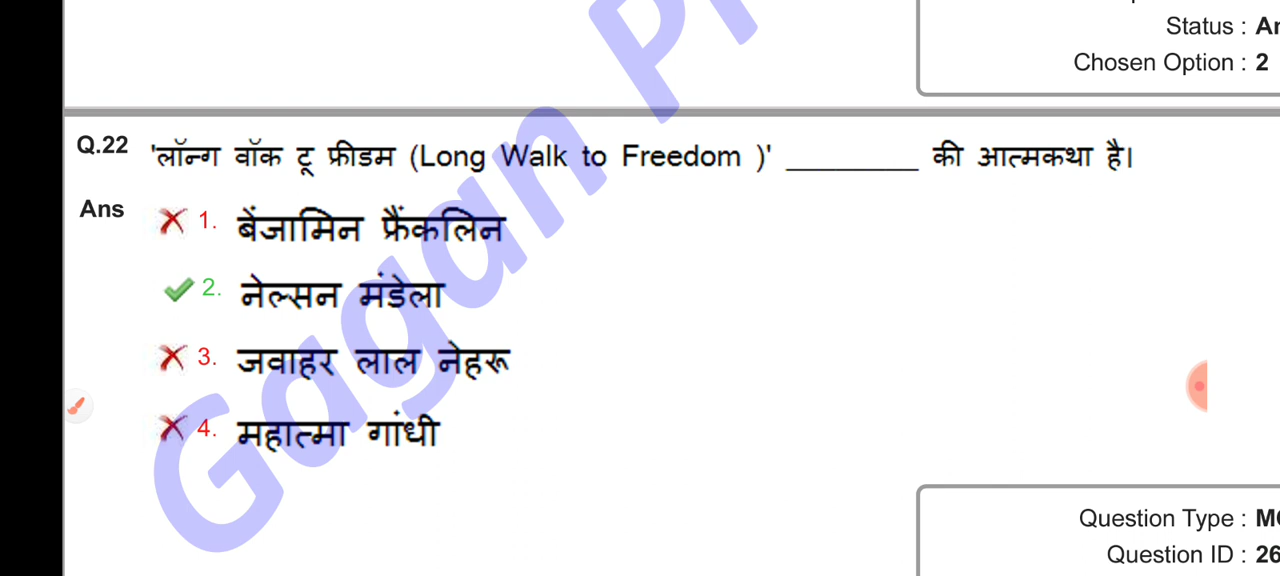 Status : 
Chosen Option : 2
Q.22 'लॉन्ग वॉक टू फ्रीडम (Long Walk to Freedom )' ________ की आत्मकथा है।
Ans 1. बेंजामिन फ्रैंकलिन
2. नेल्सन मंडेला
3. जवाहर लाल नेहरू
4. महात्मा गांधी
Gagan
Question Type :
Question ID : 26